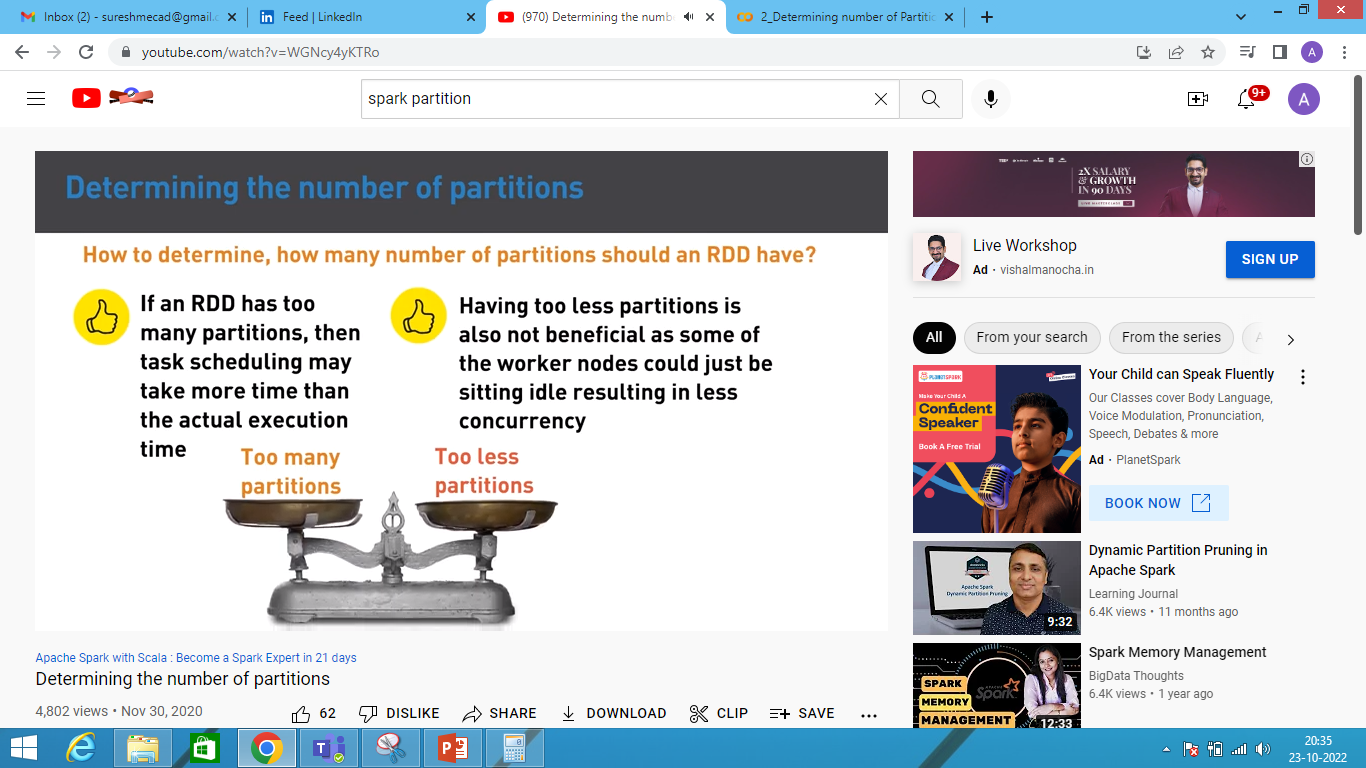 Inbox (2) - sureshmecad@gmail.c
Feed | LinkedIn
(970) Determining the numb
2_Determining number of Partitic
youtube.com/watch?v=WGNcy4yKTRo
A
spark partition
9+
A
Determining the number of partitions
How to determine, how many number of partitions should an RDD have?
If an RDD has too
many partitions, then
task scheduling may
take more time than
the actual execution
time
Having too less partitions is
also not beneficial as some of
the worker nodes could just be
sitting idle resulting in less
concurrency
Too many
partitions
Too less
partitions
Apache Spark with Scala : Become a Spark Expert in 21 days
Determining the number of partitions
4,802 views • Nov 30, 2020
62
DISLIKE
SHARE
DOWNLOAD
CLIP
SAVE
2X SALARY
& GROWTH
IN 90 DAYS
Live Workshop
Ad · vishalmanocha.in
SIGN UP
All
From your search
From the series
A
PLANETSPARK
Make Your Child A
Confident
Speaker
Book A Free Trial
Your Child can Speak Fluently
Our Classes cover Body Language,
Voice Modulation, Pronunciation,
Speech, Debates & more
Ad · PlanetSpark
BOOK NOW
Apache Spark
Dynamic Partition Pruning
9:32
Dynamic Partition Pruning in
Apache Spark
Learning Journal
6.4K views • 11 months ago
SPARK
MEMORY
MANAGEMENT
APACHE
Spark
12:33
Spark Memory Management
BigData Thoughts
6.4K views • 1 year ago
20:35
23-10-2022